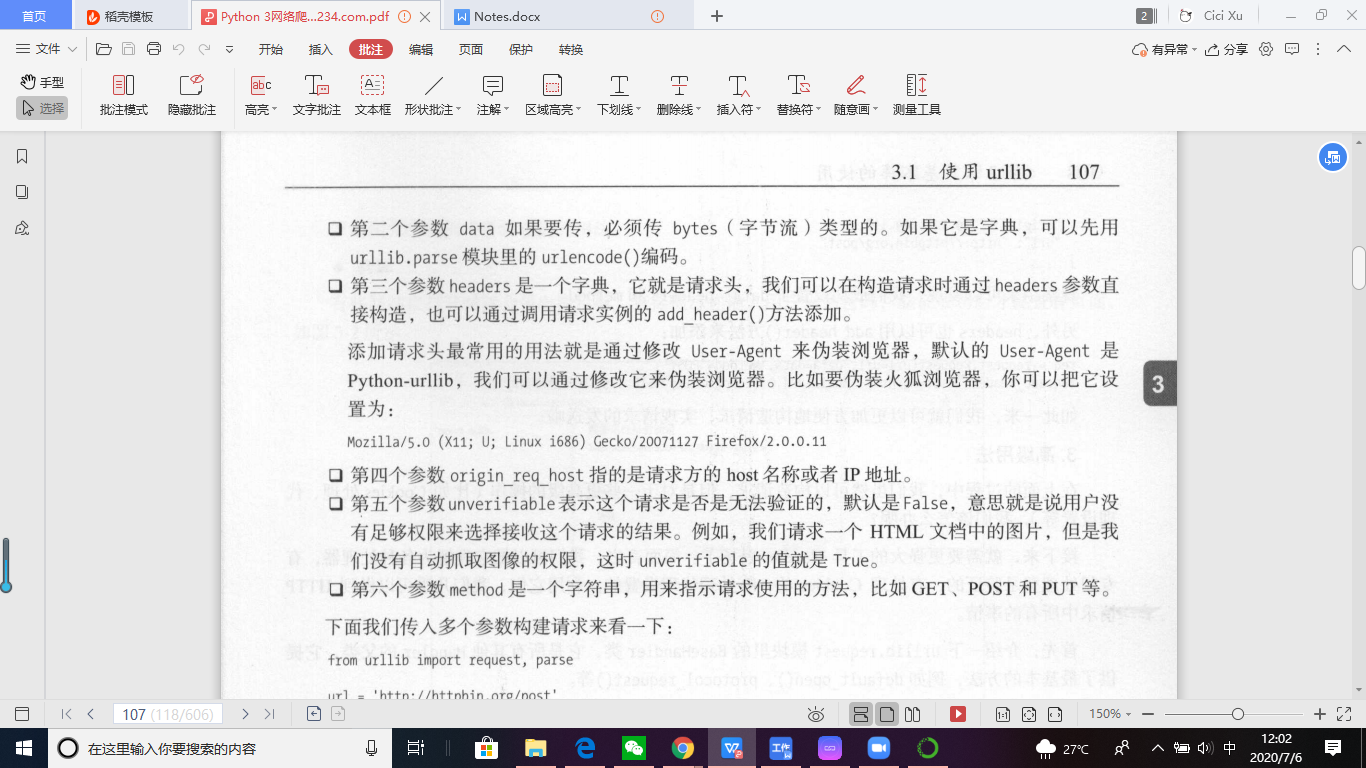 首页
稻壳模板
Python 3网络爬...234.com.pdf
Notes.docx
2
Cici Xu
文件
开始
插入
批注
编辑
页面
保护
转换
有异常
分享
手型
选择
批注模式
隐藏批注
高亮
文字批注
文本框
形状批注
注解
区域高亮
下划线
删除线
插入符
替换符
随意画
测量工具
3.1 使用 urllib 107
❑ 第二个参数 data 如果要传，必须传 bytes（字节流）类型的。如果它是字典，可以先用
urllib.parse 模块里的 urlencode()编码。
❑ 第三个参数 headers 是一个字典，它就是请求头，我们可以在构造请求时通过 headers 参数直
接构造，也可以通过调用请求实例的 add_header()方法添加。
添加请求头最常用的用法就是通过修改 User-Agent 来伪装浏览器，默认的 User-Agent 是
Python-urllib，我们可以通过修改它来伪装浏览器。比如要伪装火狐浏览器，你可以把它设
置为：
Mozilla/5.0 (X11; U; Linux i686) Gecko/20071127 Firefox/2.0.0.11
❑ 第四个参数 origin_req_host 指的是请求方的 host 名称或者 IP 地址。
❑ 第五个参数 unverifiable 表示这个请求是否是无法验证的，默认是 False，意思就是说用户没
有足够权限来选择接收这个请求的结果。例如，我们请求一个 HTML 文档中的图片，但是我
们没有自动抓取图像的权限，这时 unverifiable 的值就是 True。
❑ 第六个参数 method 是一个字符串，用来指示请求使用的方法，比如 GET、POST 和 PUT 等。
下面我们传入多个参数构建请求来看一下：
from urllib import request, parse
url = 'http://httpbin.org/post'
3
107 (118/606)
150%
在这里输入你要搜索的内容
27°C
中
12:02
2020/7/6